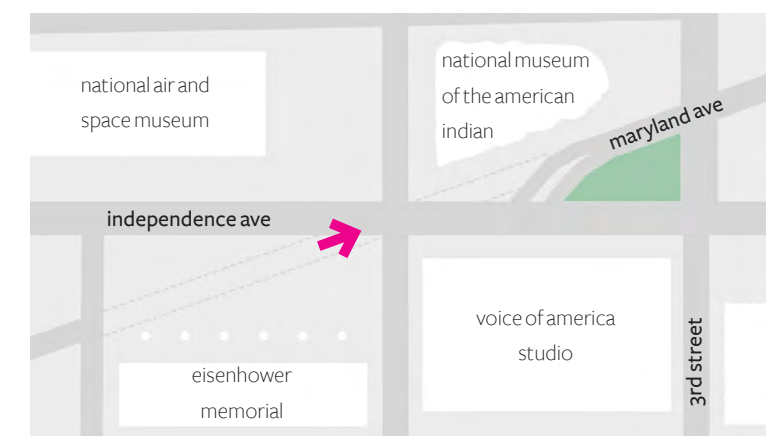 national air and
space museum
national museum
of the american
indian
maryland ave
independence ave
voice of america
studio
3rd street
eisenhower
memorial